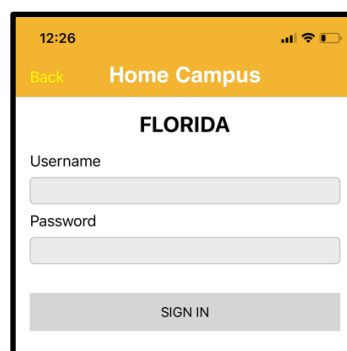 12:26
Back Home Campus
FLORIDA
Username
Password
SIGN IN